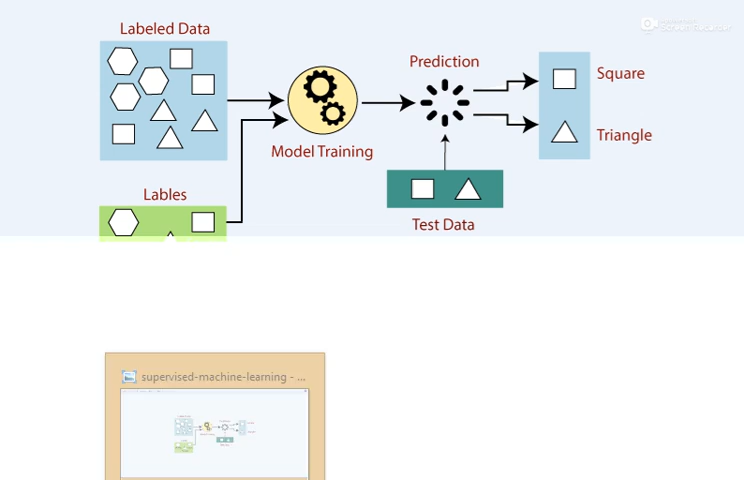 Labeled Data
Prediction
Square
Triangle
Model Training
Lables
Test Data
supervised-machine-learning - ...